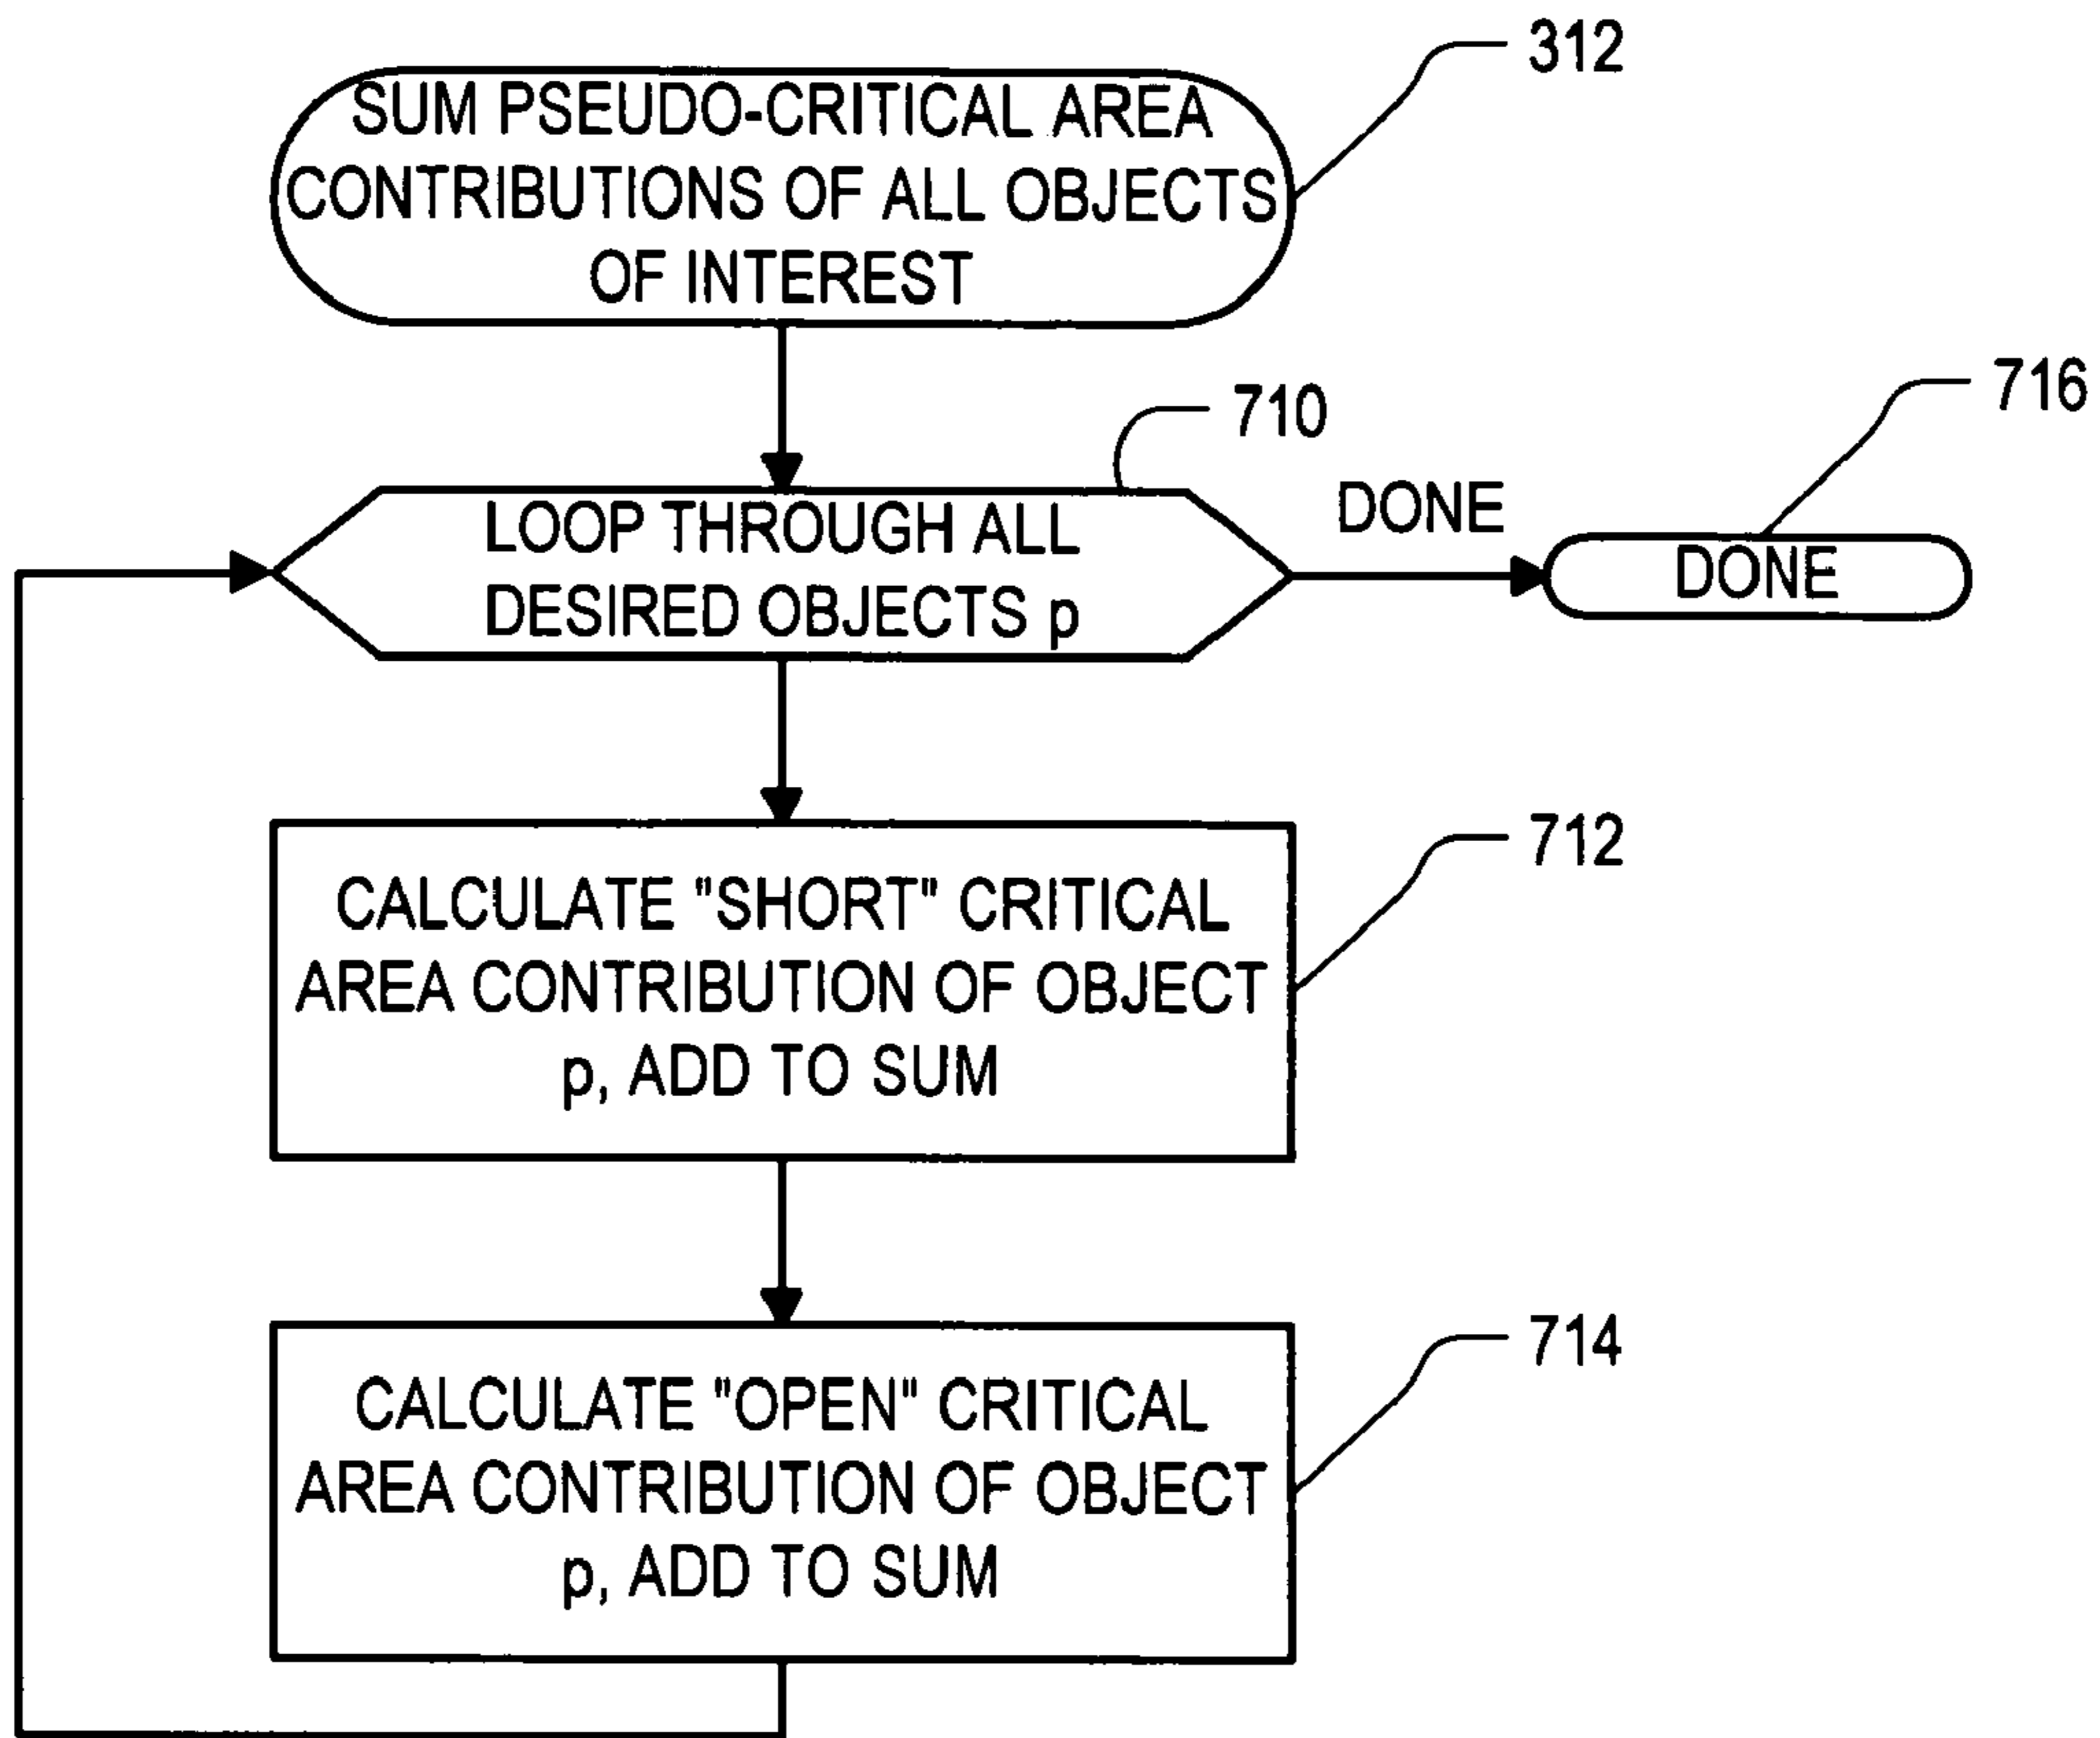 312
SUM PSEUDO-CRITICAL AREA
CONTRIBUTIONS OF ALL OBJECTS
OF INTEREST
716
710
DONE
LOOP THROUGH ALL
DESIRED OBJECTS p
DONE
712
CALCULATE "SHORT" CRITICAL
AREA CONTRIBUTION OF OBJECT
p, ADD TO SUM
714
CALCULATE "OPEN" CRITICAL
AREA CONTRIBUTION OF OBJECT
p, ADD TO SUM